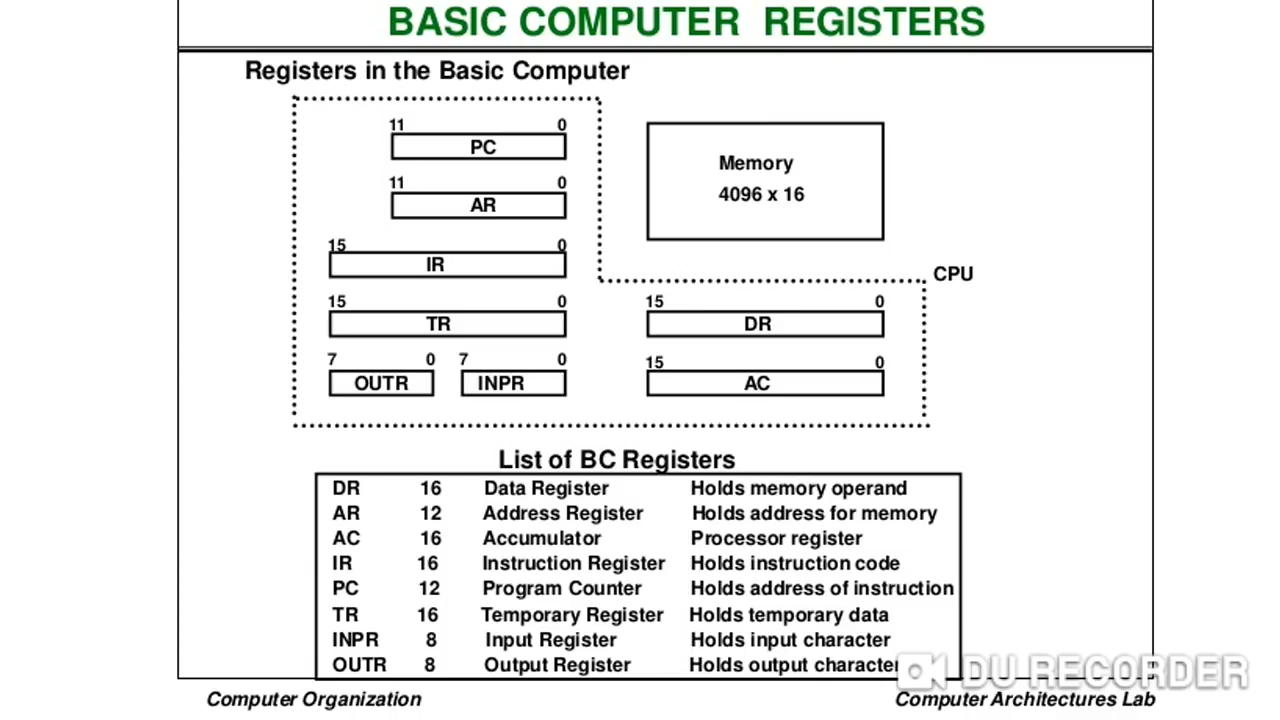 BASIC COMPUTER REGISTERS
Registers in the Basic Computer
11 0
PC
11 0
AR
15 0
IR
15 0
TR
7 0 7 0
OUTR INPR
Memory
4096 x 16
CPU
15 0
DR
15 0
AC
List of BC Registers
DR 16 Data Register Holds memory operand
AR 12 Address Register Holds address for memory
AC 16 Accumulator Processor register
IR 16 Instruction Register Holds instruction code
PC 12 Program Counter Holds address of instruction
TR 16 Temporary Register Holds temporary data
INPR 8 Input Register Holds input character
OUTR 8 Output Register Holds output character
DU RECORDER
Computer Organization Computer Architectures Lab